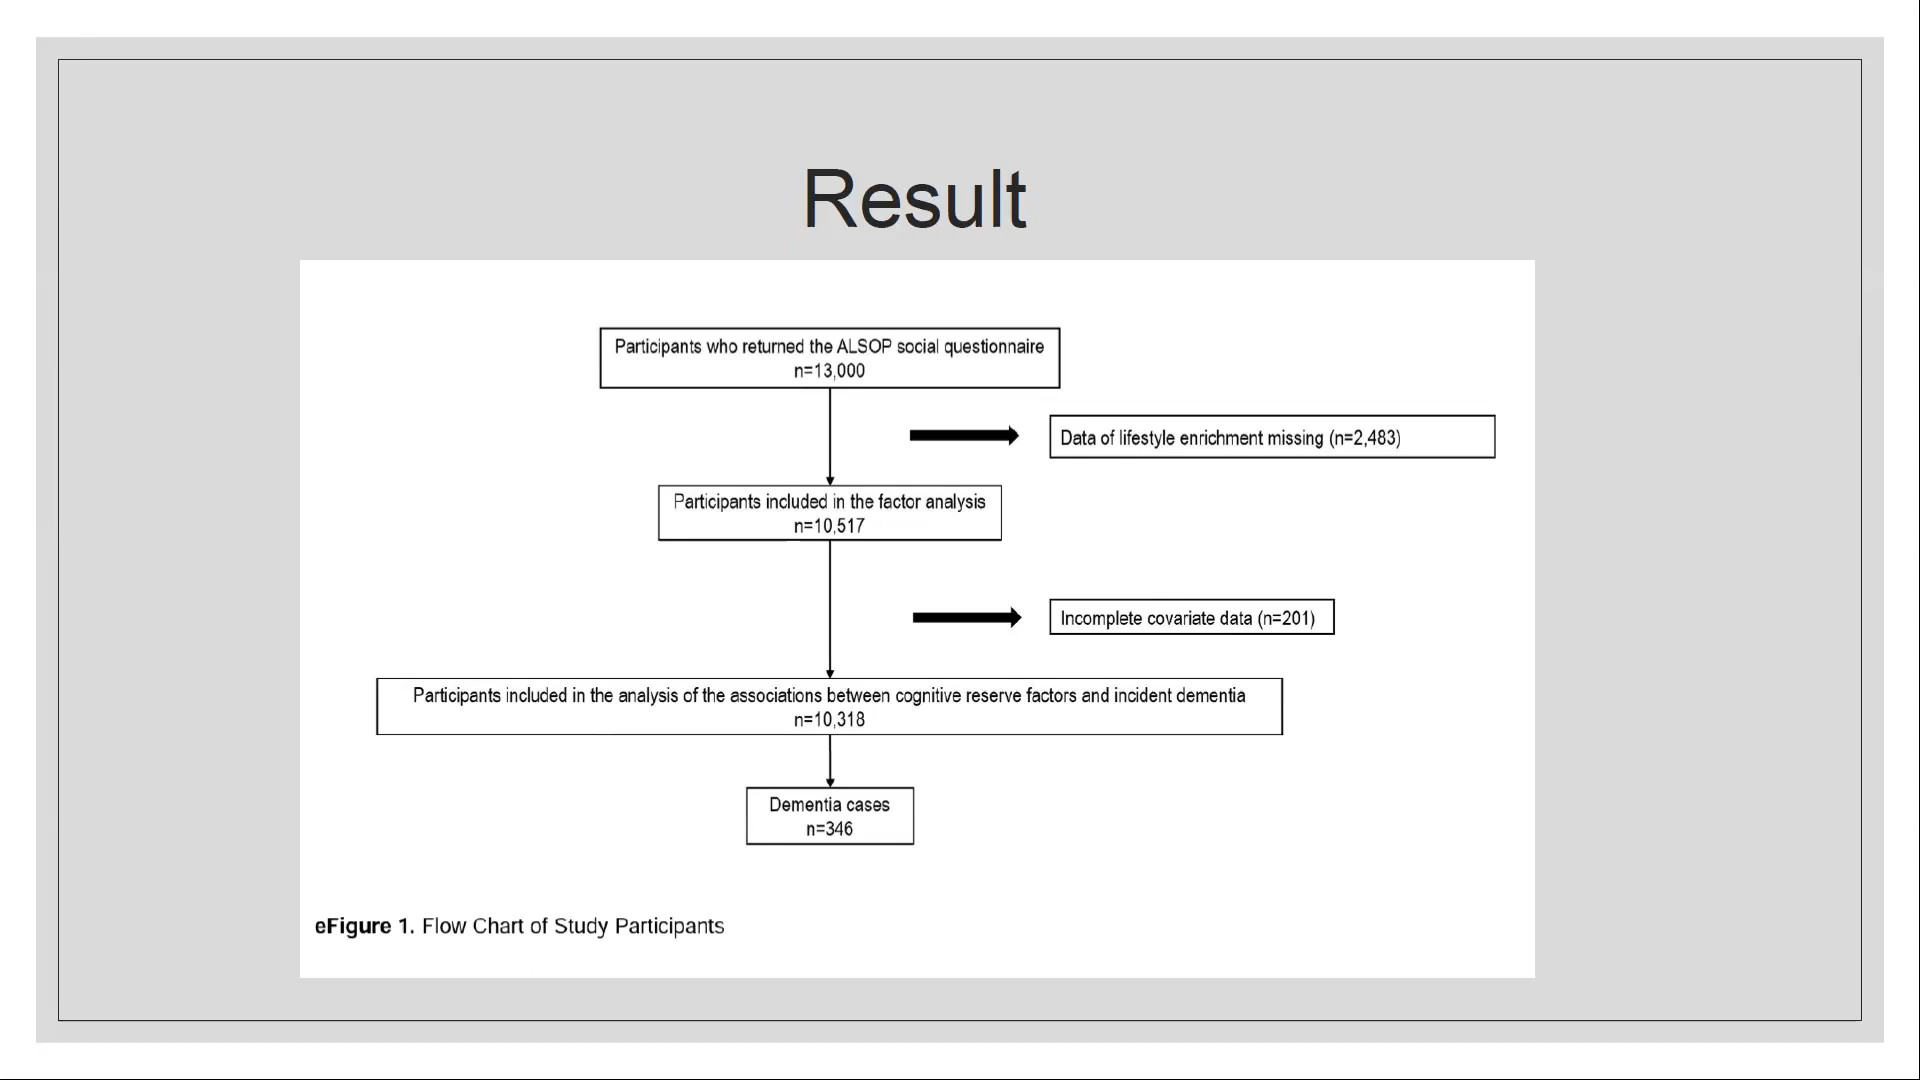 Result
Participants who returned the ALSOP social questionnaire
n=13,000
Data of lifestyle enrichment missing (n=2,483)
Participants included in the factor analysis
n=10,517
Incomplete covariate data (n=201)
Participants included in the analysis of the associations between cognitive reserve factors and incident dementia
n=10,318
Dementia cases
n=346
eFigure 1. Flow Chart of Study Participants